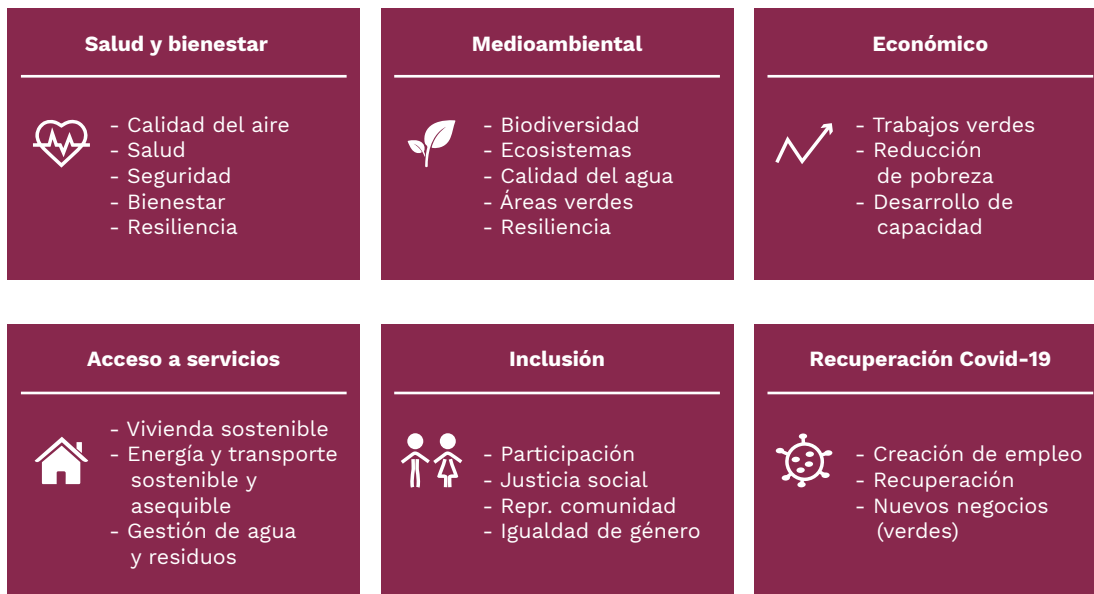 Salud y bienestar
- Calidad del aire
- Salud
- Seguridad
- Bienestar
- Resiliencia
Medioambiental
- Biodiversidad
- Ecosistemas
- Calidad del agua
- Áreas verdes
- Resiliencia
Económico
- Trabajos verdes
- Reducción
de pobreza
- Desarrollo de
capacidad
Acceso a servicios
- Vivienda sostenible
- Energía y transporte
sostenible y
asequible
- Gestión de agua
y residuos
Inclusión
- Participación
- Justicia social
- Repr. comunidad
- Igualdad de género
Recuperación Covid-19
- Creación de empleo
- Recuperación
- Nuevos negocios
(verdes)